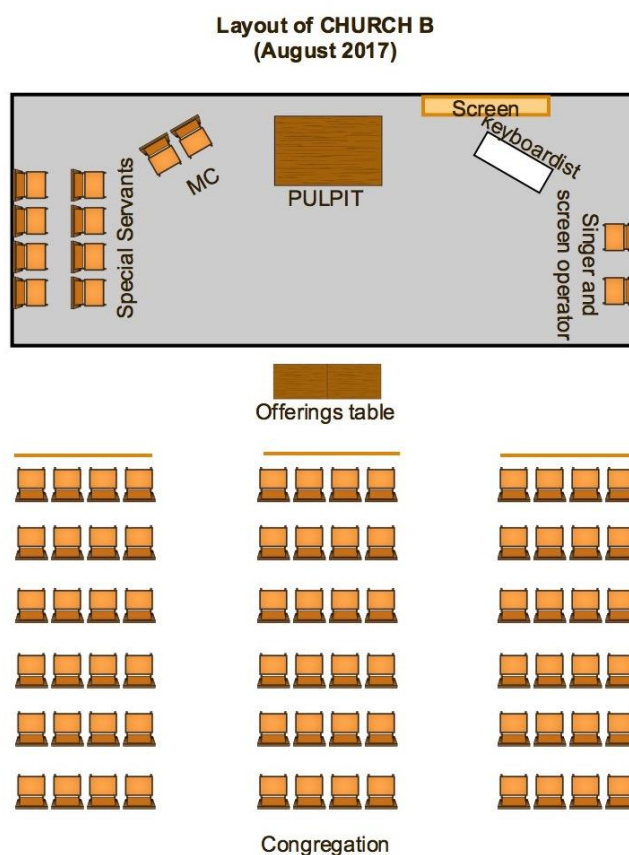 Layout of CHURCH B
(August 2017)
Screen
keyboardist
MC
PULPIT
Special Servants
Singer and
screen operator
Offerings table
Congregation